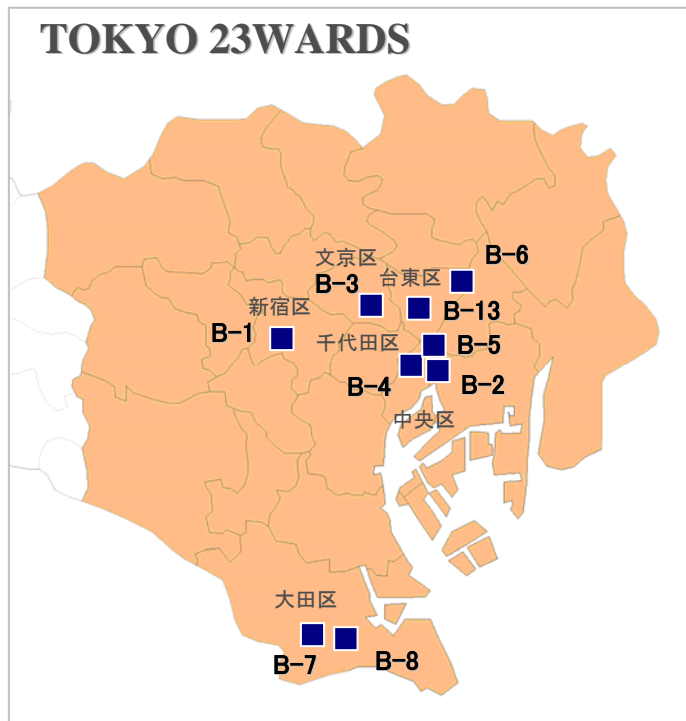 TOKYO 23WARDS
文京区
B-6
B-3
台東区
新宿区
B-13
B-1
千代田区
B-5
B-4
B-2
中央区
大田区
B-7
B-8